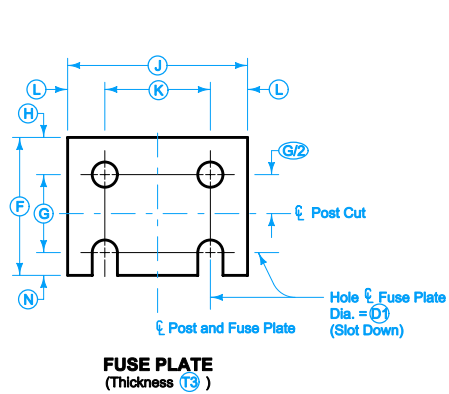 J
L K L
H
G/2
F G
℄ Post Cut
N
Hole ℄ Fuse Plate
Dia. = D1
(Slot Down)
℄ Post and Fuse Plate
FUSE PLATE
(Thickness T3 )